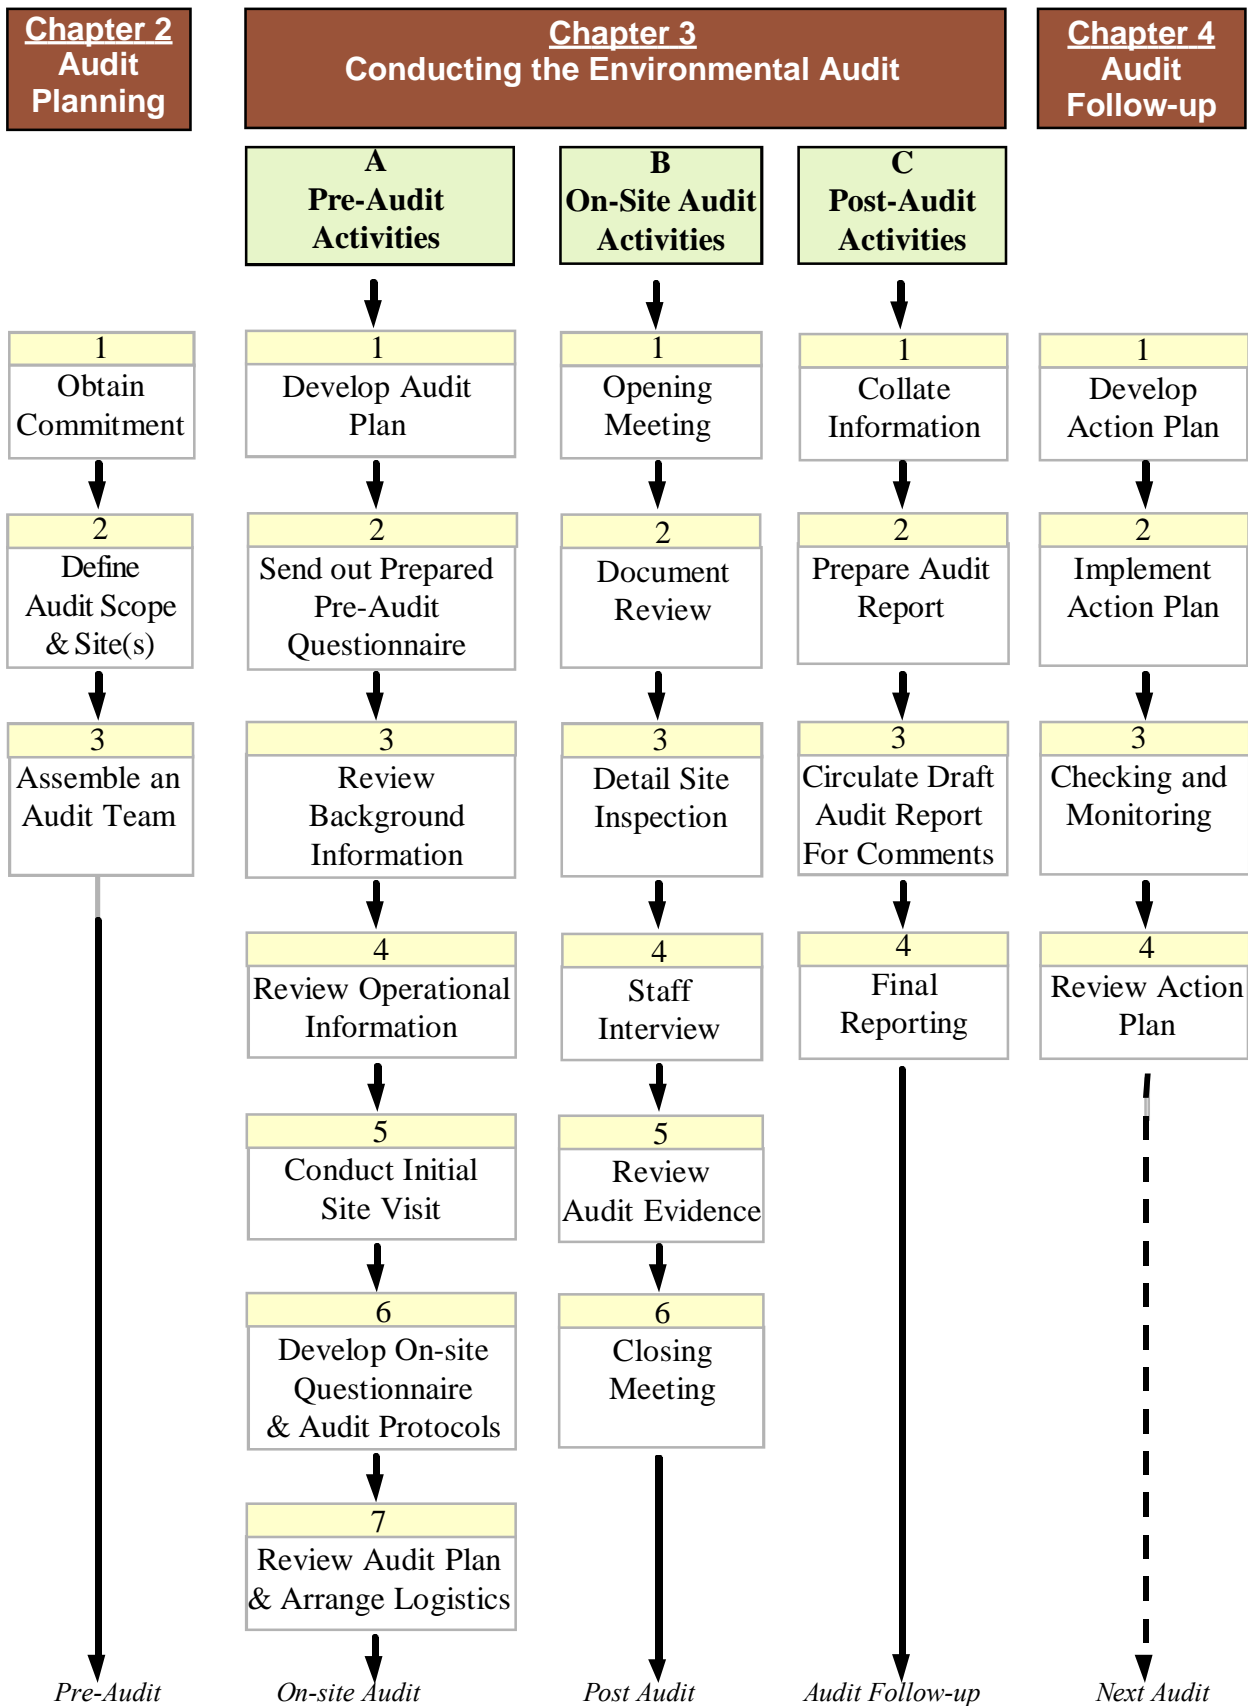 Chapter 2
Audit
Planning
Chapter 3
Conducting the Environmental Audit
Chapter 4
Audit
Follow-up
A
Pre-Audit
Activities
B
On-Site Audit
Activities
C
Post-Audit
Activities
1
Obtain
Commitment
2
Define
Audit Scope
& Site(s)
3
Assemble an
Audit Team
Pre-Audit
1
Develop Audit
Plan
2
Send out Prepared
Pre-Audit
Questionnaire
3
Review
Background
Information
4
Review Operational
Information
5
Conduct Initial
Site Visit
6
Develop On-site
Questionnaire
& Audit Protocols
7
Review Audit Plan
& Arrange Logistics
On-site Audit
1
Opening
Meeting
2
Document
Review
3
Detail Site
Inspection
4
Staff
Interview
5
Review
Audit Evidence
6
Closing
Meeting
Post Audit
1
Collate
Information
2
Prepare Audit
Report
3
Circulate Draft
Audit Report
For Comments
4
Final
Reporting
Audit Follow-up
1
Develop
Action Plan
2
Implement
Action Plan
3
Checking and
Monitoring
4
Review Action
Plan
Next Audit